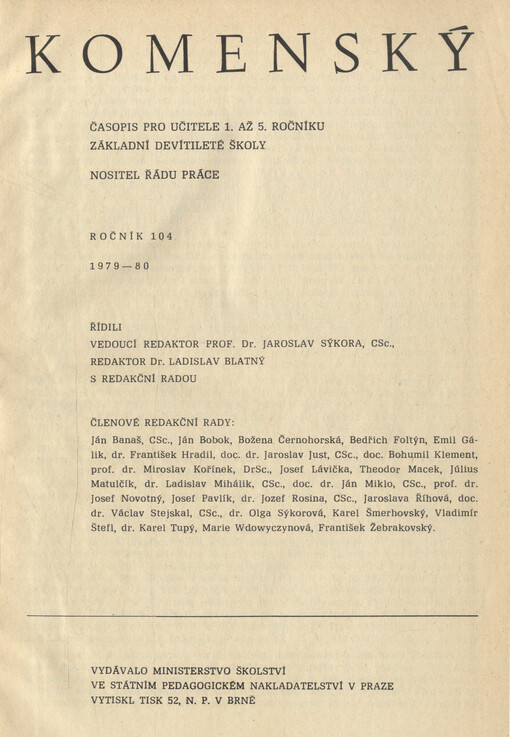 KOMENSKÝ
ČASOPIS PRO UČITELE 1. AŽ 5. ROČNÍKU
ZÁKLADNÍ DEVÍTILETÉ ŠKOLY
NOSITEL ŘÁDU PRÁCE
ROČNÍK 104
1979—80
ŘÍDILI
VEDOUCÍ REDAKTOR PROF. Dr. JAROSLAV SÝKORA, CSc.,
REDAKTOR Dr. LADISLAV BLATNÝ
S REDAKČNÍ RADOU
ČLENOVÉ REDAKČNÍ RADY:
Ján Banaš, CSc., Ján Bobok, Božena Černohorská, Bedřich Foltýn, Emil Gá-
lik, dr. František Hradil, doc. dr. Jaroslav Just, CSc., doc. Bohumil Klement,
prof. dr. Miroslav Kořínek, DrSc., Josef Lávička, Theodor Macek, Július
Matulčík, dr. Ladislav Mihálik, CSc., doc. dr. Ján Miklo, CSc., prof. dr.
Josef Novotný, Josef Pavlík, dr. Jozef Rosina, CSc., Jaroslava Říhová, doc.
dr. Václav Stejskal, CSc., dr. Olga Sýkorová, Karel Šmerhovský, Vladimír
Štefl, dr. Karel Tupý, Marie Wdowyczynová, František Žebrakovský.
VYDÁVALO MINISTERSTVO ŠKOLSTVÍ
VE STÁTNÍM PEDAGOGICKÉM NAKLADATELSTVÍ V PRAZE
VYTISKL TISK 52, N. P. V BRNĚ